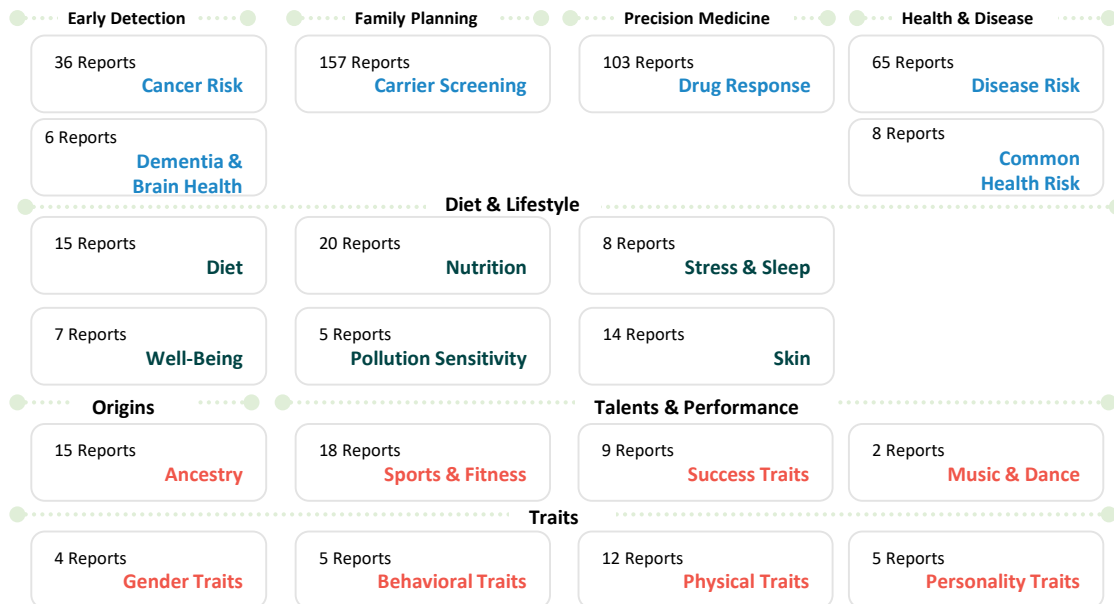 Early Detection
Family Planning
Precision Medicine
Health & Disease
36 Reports
Cancer Risk
157 Reports
Carrier Screening
103 Reports
Drug Response
65 Reports
Disease Risk
6 Reports
Dementia &
Brain Health
8 Reports
Common
Health Risk
Diet & Lifestyle
15 Reports
Diet
20 Reports
Nutrition
8 Reports
Stress & Sleep
7 Reports
Well-Being
5 Reports
Pollution Sensitivity
14 Reports
Skin
Origins
Talents & Performance
15 Reports
Ancestry
18 Reports
Sports & Fitness
9 Reports
Success Traits
2 Reports
Music & Dance
Traits
4 Reports
Gender Traits
5 Reports
Behavioral Traits
12 Reports
Physical Traits
5 Reports
Personality Traits